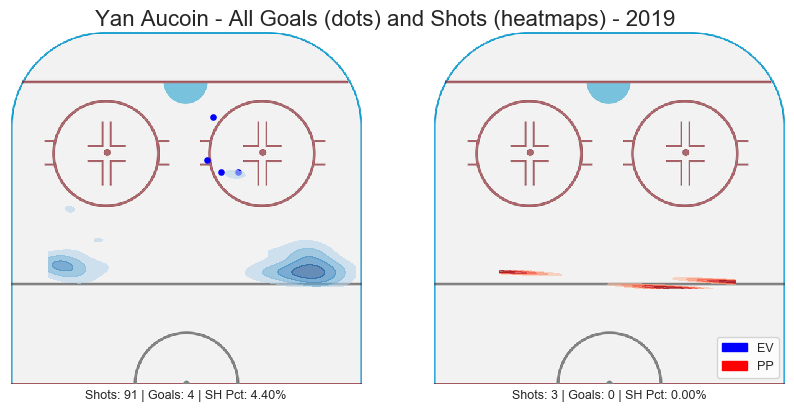 Yan Aucoin - All Goals (dots) and Shots (heatmaps) - 2019
EV
PP
Shots: 91 | Goals: 4 | SH Pct: 4.40%
Shots: 3 | Goals: 0 | SH Pct: 0.00%